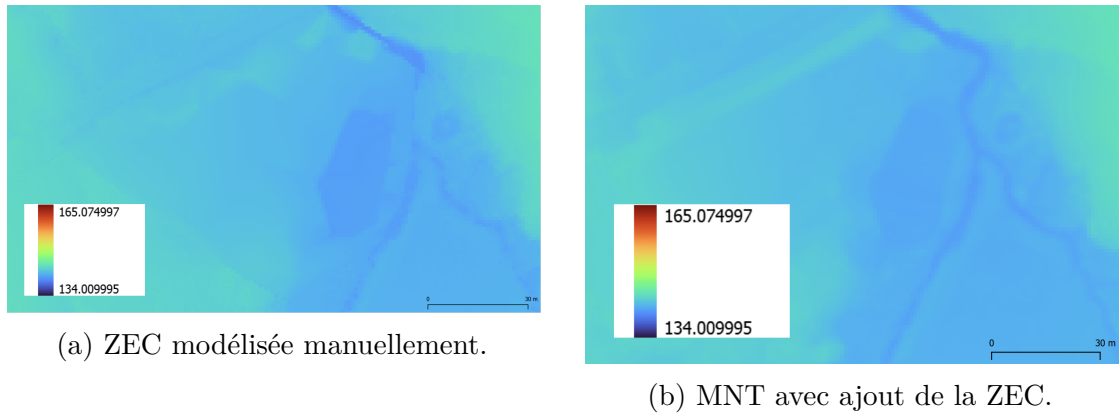 165.074997
134.009995
0 30 m
(a) ZEC modélisée manuellement.
165.074997
134.009995
0 30 m
(b) MNT avec ajout de la ZEC.